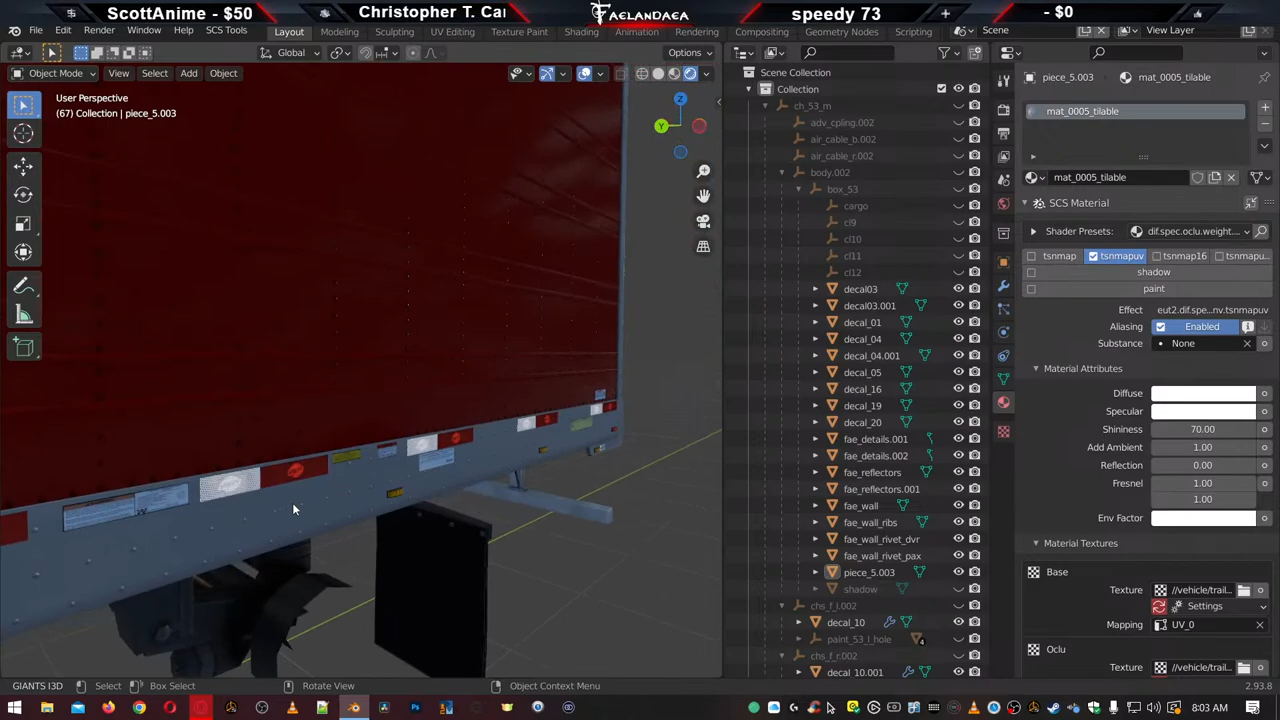 ScottAnime - $50
Christopher T. Car
FAELANDAEA
speedy 73
- $0
File Edit Render Window Help SCS Tools
Layout Modeling Sculpting UV Editing Texture Paint Shading Animation Rendering Compositing Geometry Nodes Scripting
Scene
View Layer
Global
Options
Object Mode View Select Add Object
User Perspective
(67) Collection | piece_5.003
Z
Y
Scene Collection
Collection
ch_53_m
adv_cpling.002
air_cable_b.002
air_cable_r.002
body.002
box_53
cargo
cl9
cl10
cl11
cl12
decal03
decal03.001
decal_01
decal_04
decal_04.001
decal_05
decal_16
decal_19
decal_20
fae_details.001
fae_details.002
fae_reflectors
fae_reflectors.001
fae_wall
fae_wall_ribs
fae_wall_rivet_dvr
fae_wall_rivet_pax
piece_5.003
shadow
chs_f_l.002
decal_10
paint_53_l_hole
4
chs_f_r.002
decal_10.001
piece_5.003 mat_0005_tilable
mat_0005_tilable
mat_0005_tilable
SCS Material
Shader Presets: dif.spec.oclu.weight....
tsnmap tsnmapuv tsnmap16 tsnmapu...
shadow
paint
Effect eut2.dif.spe...nv.tsnmapuv
Aliasing Enabled
Substance None
Material Attributes
Diffuse
Specular
Shininess 70.00
Add Ambient 1.00
Reflection 0.00
Fresnel 1.00
1.00
Env Factor
Material Textures
Base
Texture //vehicle/trail...
Settings
Mapping UV_0
Oclu
Texture //vehicle/trail...
GIANTS I3D Select Box Select Rotate View Object Context Menu
2.93.8
8:03 AM